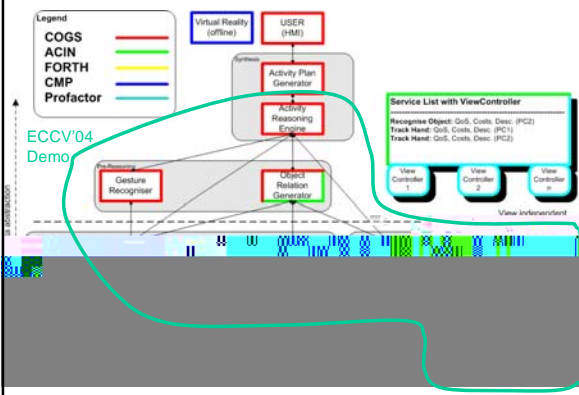 Legend
COGS
ACIN
FORTH
CMP
Profactor
Virtual Reality
(offline)
USER
(HMI)
Synthesis
Activity Plan
Generator
Activity
Reasoning
Engine
Service List with ViewController
Recognise Object: QoS, Costs, Desc. (PC2)
Track Hand: QoS, Costs, Desc. (PC1)
Track Hand: QoS, Costs, Desc. (PC2)
View
Controller
1
View
Controller
2
View
Controller
n
ECCV'04
Demo
Pre-Reasoning
Gesture
Recogniser
Object
Relation
Generator
abstraction
View independent